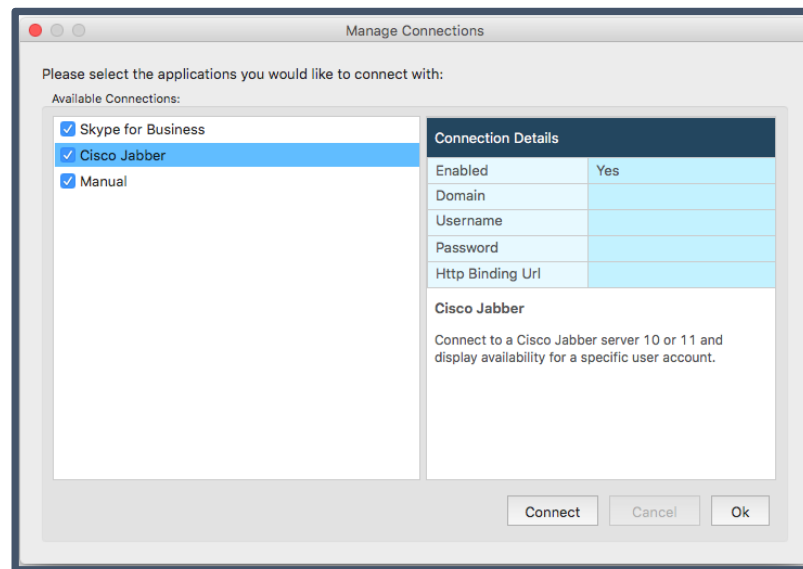 Manage Connections
Please select the applications you would like to connect with:
Available Connections:
Skype for Business
Cisco Jabber
Manual
Connection Details
Enabled Yes
Domain
Username
Password
Http Binding Url
Cisco Jabber
Connect to a Cisco Jabber server 10 or 11 and
display availability for a specific user account.
Connect Cancel Ok